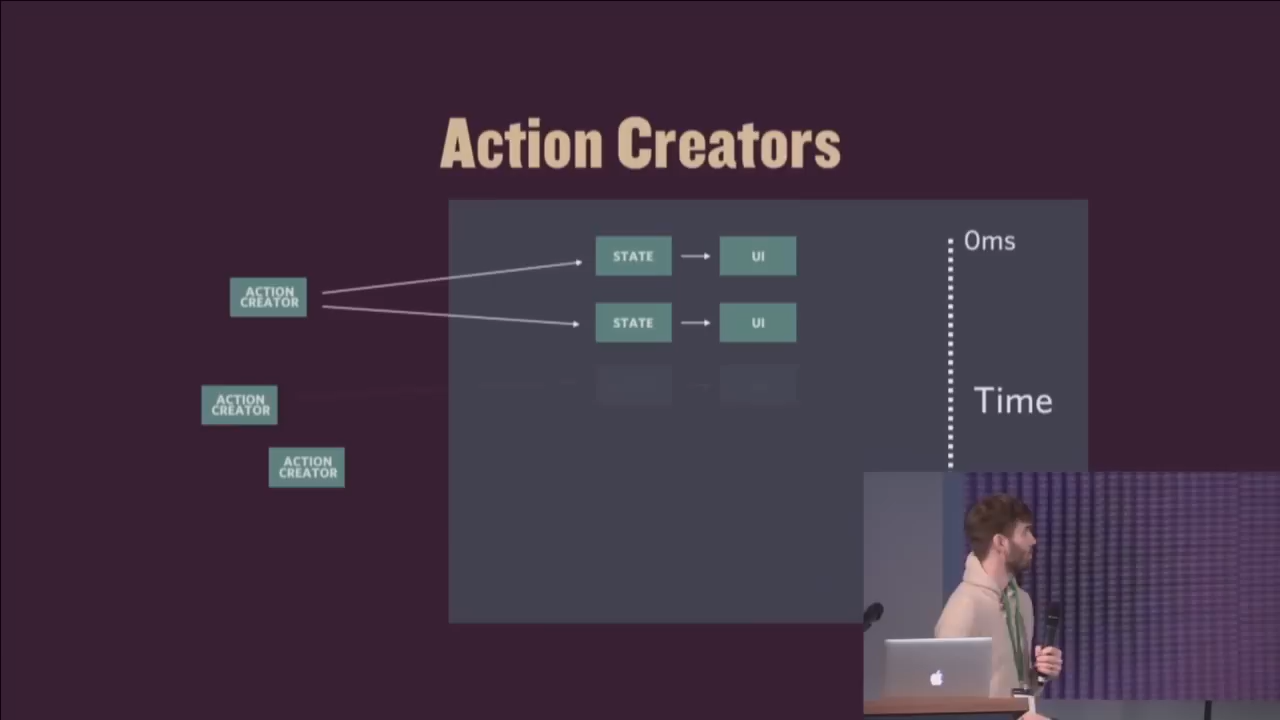 Action Creators
0ms
STATE
UI
ACTION
CREATOR
STATE
UI
Time
ACTION
CREATOR
ACTION
CREATOR